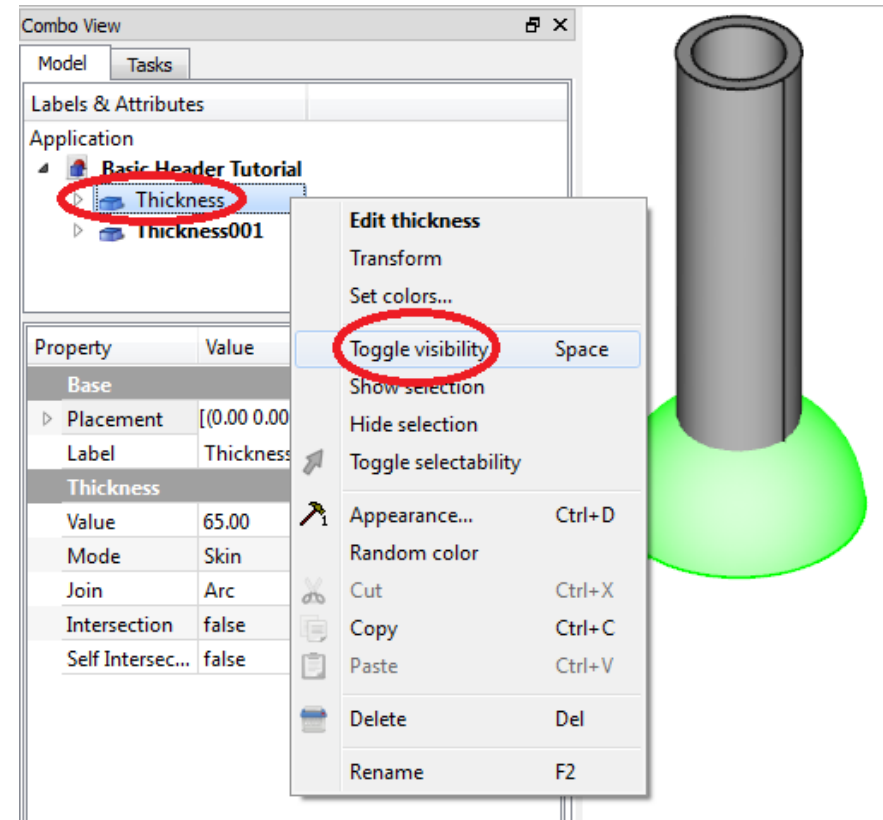 Combo View
Model Tasks
Labels & Attributes
Application
Basic Header Tutorial
Thickness
Thickness001
Edit thickness
Transform
Set colors...
Toggle visibility Space
Show selection
Hide selection
Toggle selectability
Appearance... Ctrl+D
Random color
Cut Ctrl+X
Copy Ctrl+C
Paste Ctrl+V
Delete Del
Rename F2
Property Value
Base
Placement [(0.00 0.00
Label Thickness
Thickness
Value 65.00
Mode Skin
Join Arc
Intersection false
Self Intersec... false